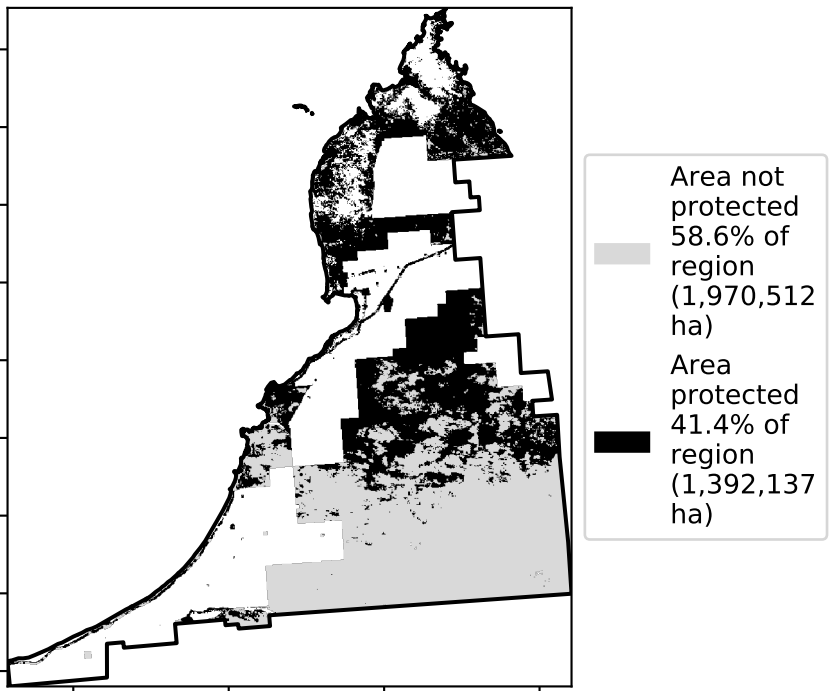 Area not
protected
58.6% of
region
(1,970,512
ha)
Area
protected
41.4% of
region
(1,392,137
ha)